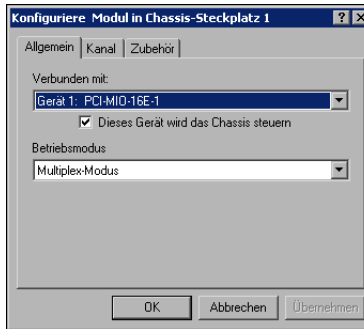 Konfiguriere Modul in Chassis-Steckplatz 1
Allgemein Kanal Zubehör
Verbunden mit:
Gerät 1: PCI-MIO-16E-1
Dieses Gerät wird das Chassis steuern
Betriebsmodus
Multiplex-Modus
OK Abbrechen Übernehmen